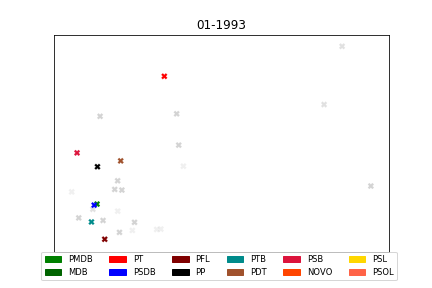 01-1993
PMDB PT PFL PTB PSB PSL
MDB PSDB PP PDT NOVO PSOL